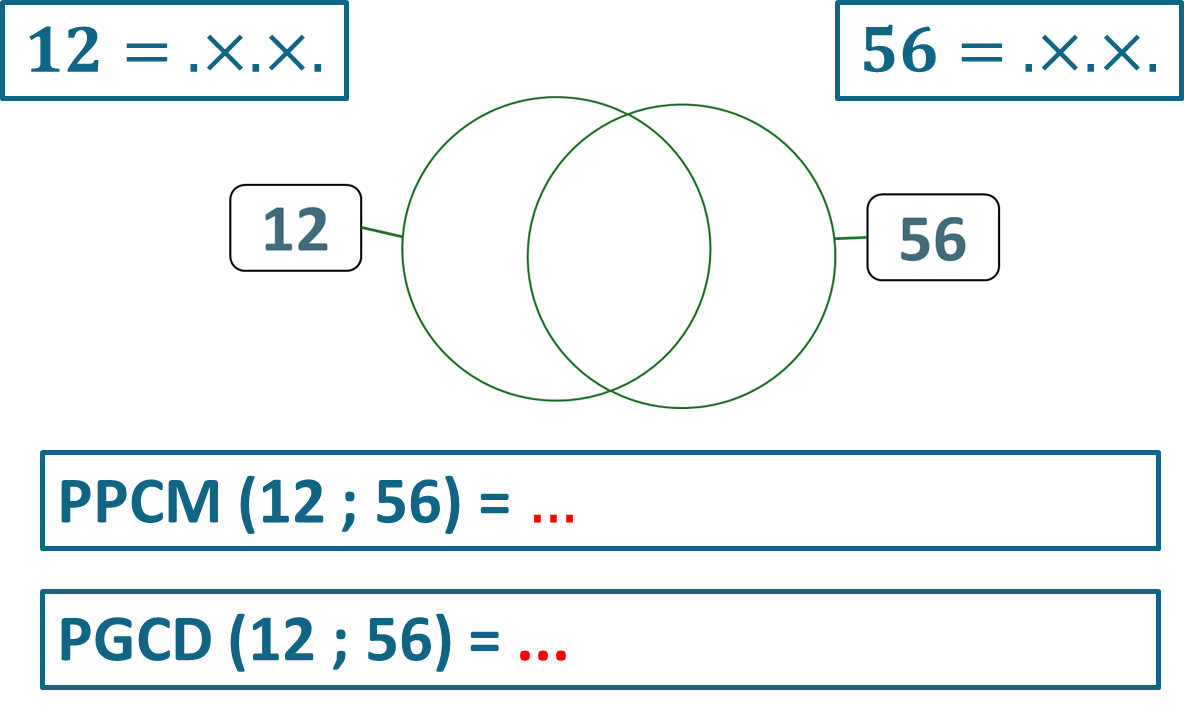 12 = .×.×.
56 = .×.×.
12
56
PPCM (12 ; 56) = ...
PGCD (12 ; 56) = ...